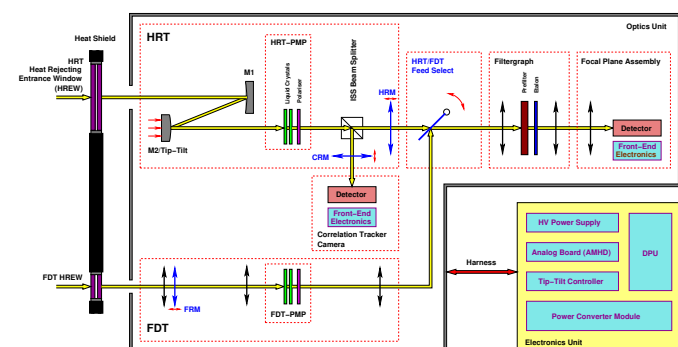 Heat Shield
HRT
Heat Rejecting
Entrance Window
(HREW)
HRT
HRT-PMP
Liquid Crystals
Polariser
M1
M2/Tip-Tilt
ISS Beam Splitter
HRM
CRM
HRT/FDT
Feed Select
Filtergraph
Prefilter
Etalon
Optics Unit
Focal Plane Assembly
Detector
Front-End
Electronics
Detector
Front-End
Electronics
Correlation Tracker
Camera
FDT HREW
FRM
FDT
FDT-PMP
Harness
HV Power Supply
Analog Board (AMHD)
Tip-Tilt Controller
DPU
Power Converter Module
Electronics Unit